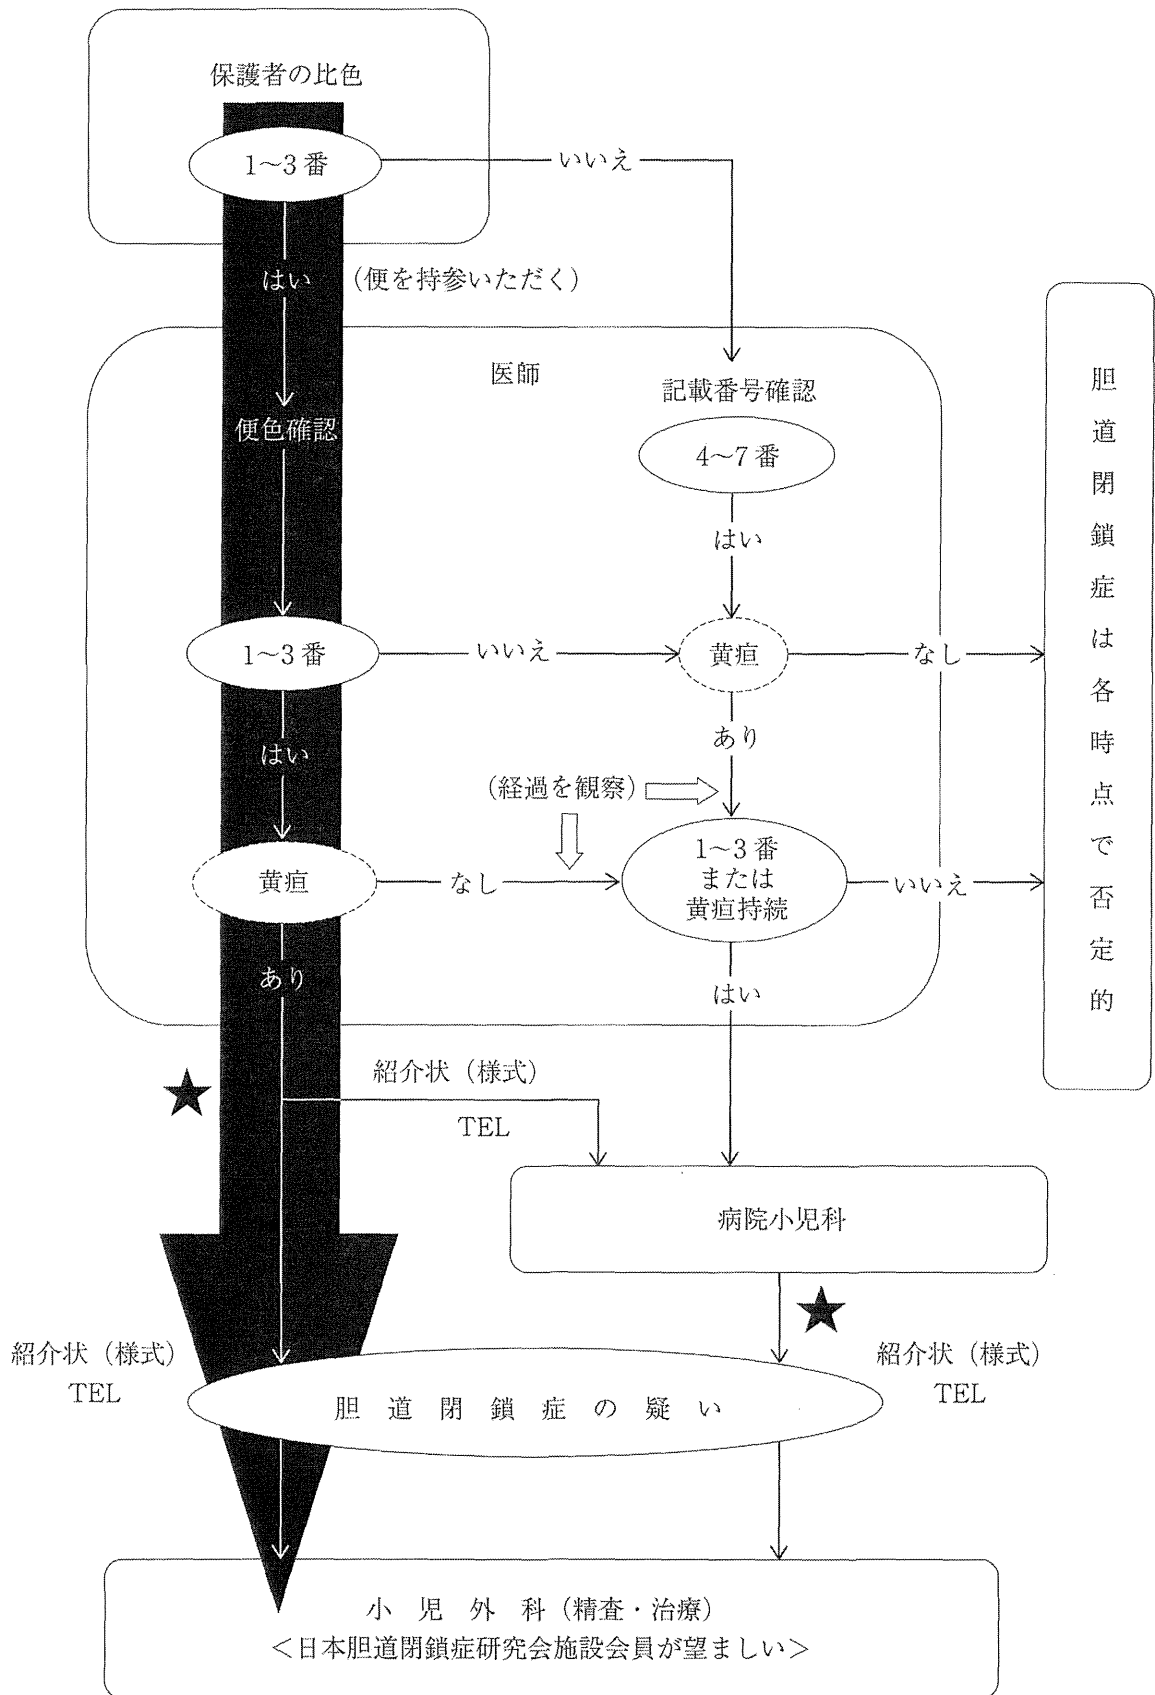 保護者の比色
1〜3番
いいえ
はい
（便を持参いただく）
医師
記載番号確認
便色確認
4〜7番
はい
1〜3番
いいえ
黄疸
なし
はい
あり
（経過を観察）
黄疸
なし
1〜3番
または
黄疸持続
いいえ
あり
はい
胆道閉鎖症は各時点で否定的
紹介状（様式）
TEL
病院小児科
紹介状（様式）
TEL
紹介状（様式）
TEL
胆道閉鎖症の疑い
小児外科（精査・治療）
＜日本胆道閉鎖症研究会施設会員が望ましい＞